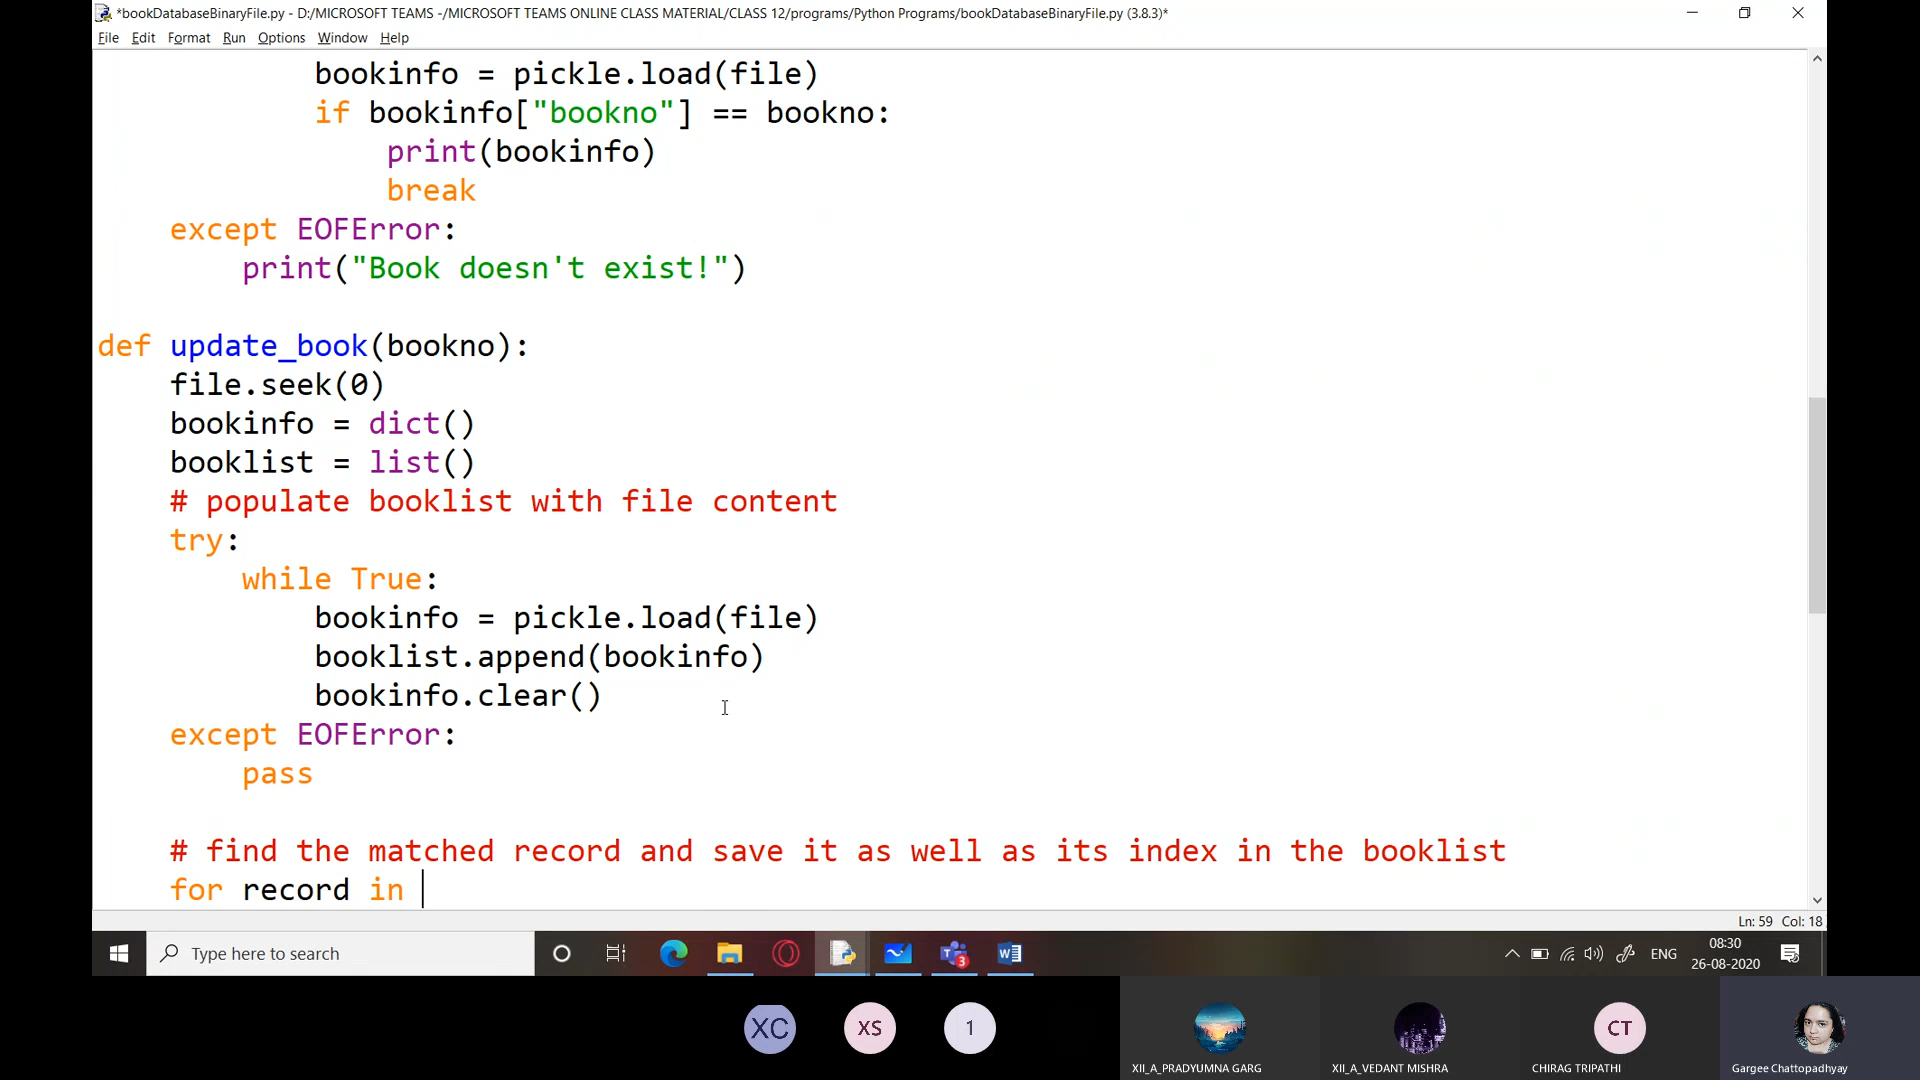 *bookDatabaseBinaryFile.py - D:/MICROSOFT TEAMS -/MICROSOFT TEAMS ONLINE CLASS MATERIAL/CLASS 12/programs/Python Programs/bookDatabaseBinaryFile.py (3.8.3)*
File Edit Format Run Options Window Help
bookinfo = pickle.load(file)
if bookinfo["bookno"] == bookno:
print(bookinfo)
break
except EOFError:
print("Book doesn't exist!")
def update_book(bookno):
file.seek(0)
bookinfo = dict()
booklist = list()
# populate booklist with file content
try:
while True:
bookinfo = pickle.load(file)
booklist.append(bookinfo)
bookinfo.clear()
except EOFError:
pass
# find the matched record and save it as well as its index in the booklist
for record in
Ln: 59 Col: 18
Type here to search
3
ENG
08:30
26-08-2020
XC
XS
1
CT
XII_A_PRADYUMNA GARG
XII_A_VEDANT MISHRA
CHIRAG TRIPATHI
Gargee Chattopadhyay